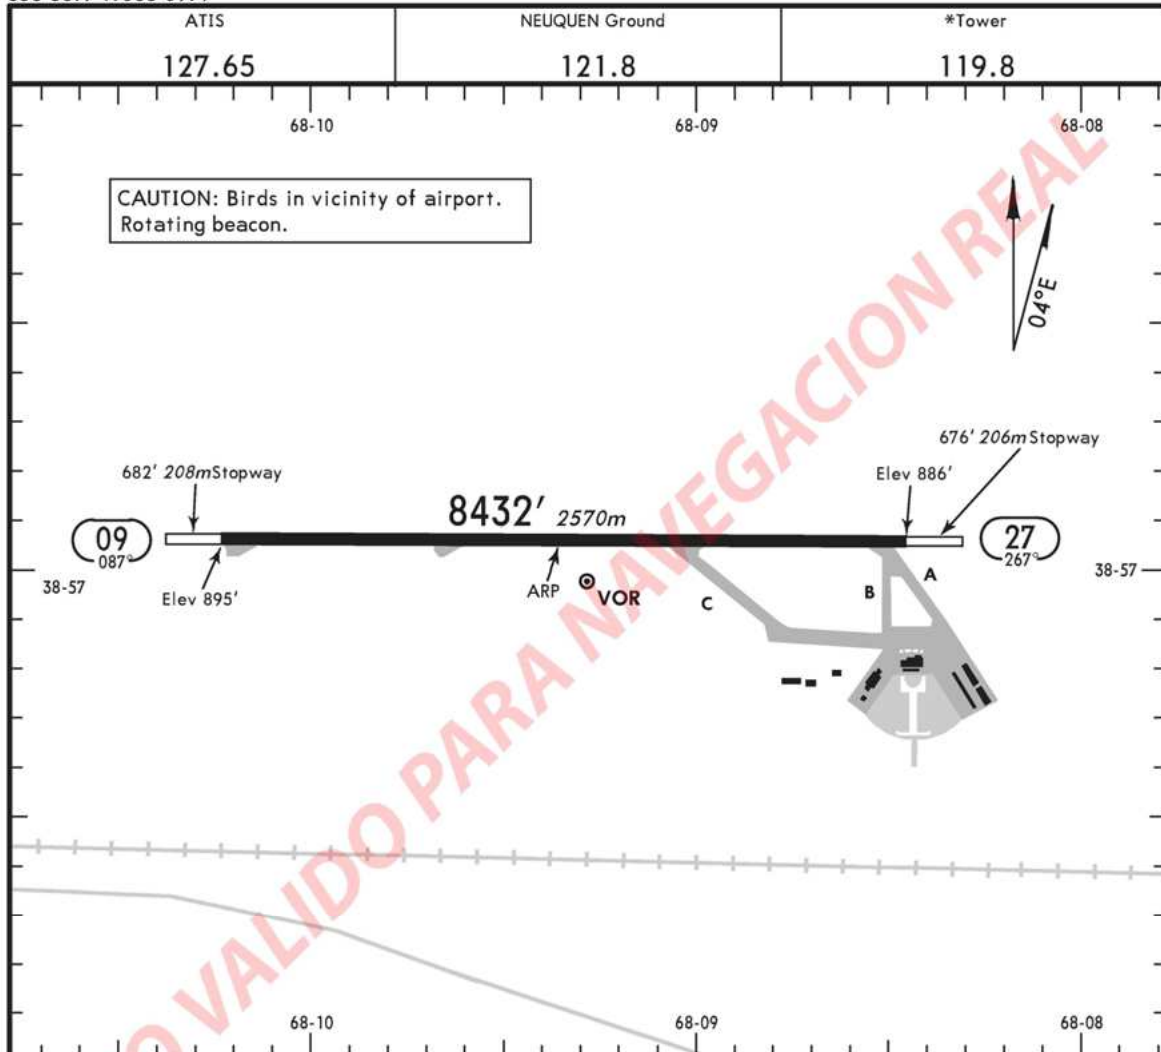 ATIS
127.65
NEUQUEN Ground
121.8
*Tower
119.8
68-10
68-09
68-08
CAUTION: Birds in vicinity of airport.
Rotating beacon.
04°E
682' 208m Stopway
8432' 2570m
676' 206m Stopway
Elev 886'
09
087°
27
267°
38-57
Elev 895'
ARP
VOR
C
B
A
38-57
O VALIDO PARA NAVEGACION REAL
68-10
68-09
68-08